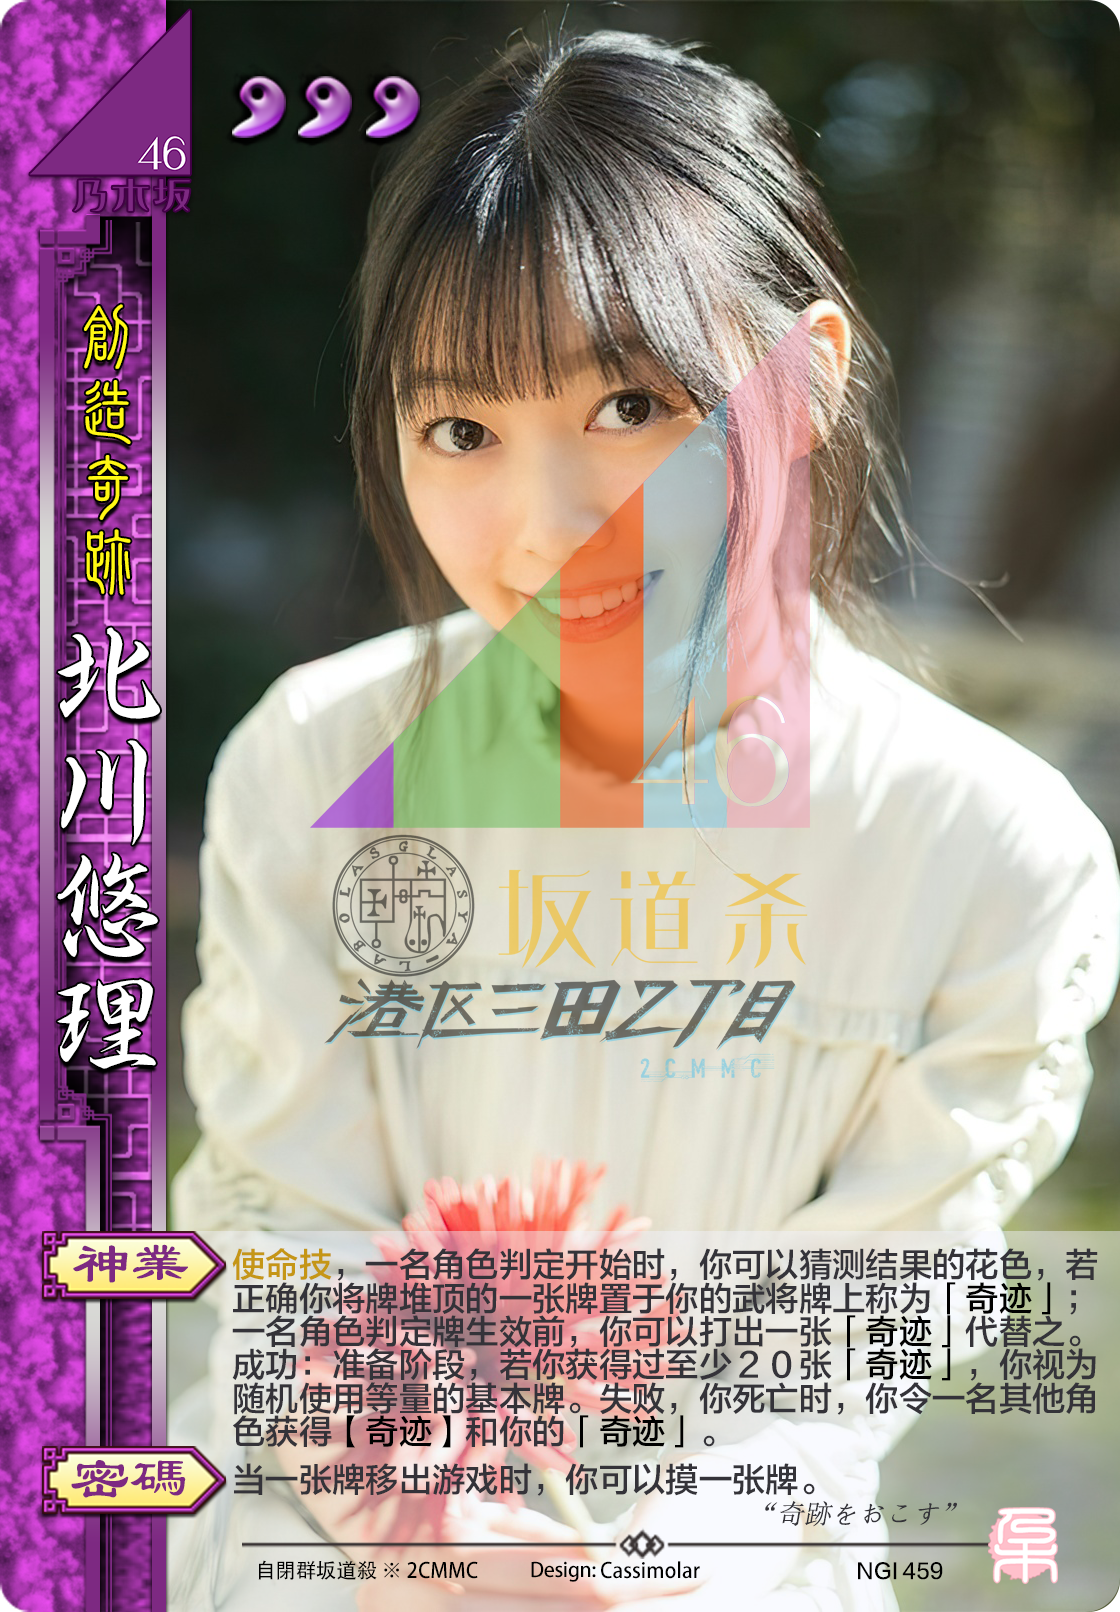 46
乃木坂
創造奇跡
北川悠理
46
GLASYA LABOLAS
坂道杀
港区三田乙丁目
2CMMC
神業
使命技，一名角色判定开始时，你可以猜测结果的花色，若
正确你将牌堆顶的一张牌置于你的武将牌上称为「奇迹」；
一名角色判定牌生效前，你可以打出一张「奇迹」代替之。
成功：准备阶段，若你获得过至少２０张「奇迹」，你视为
随机使用等量的基本牌。失败，你死亡时，你令一名其他角
色获得【奇迹】和你的「奇迹」。
密碼
当一张牌移出游戏时，你可以摸一张牌。
“奇跡をおこす”
自閉群坂道殺 ※ 2CMMC
Design: Cassimolar
NGI 459